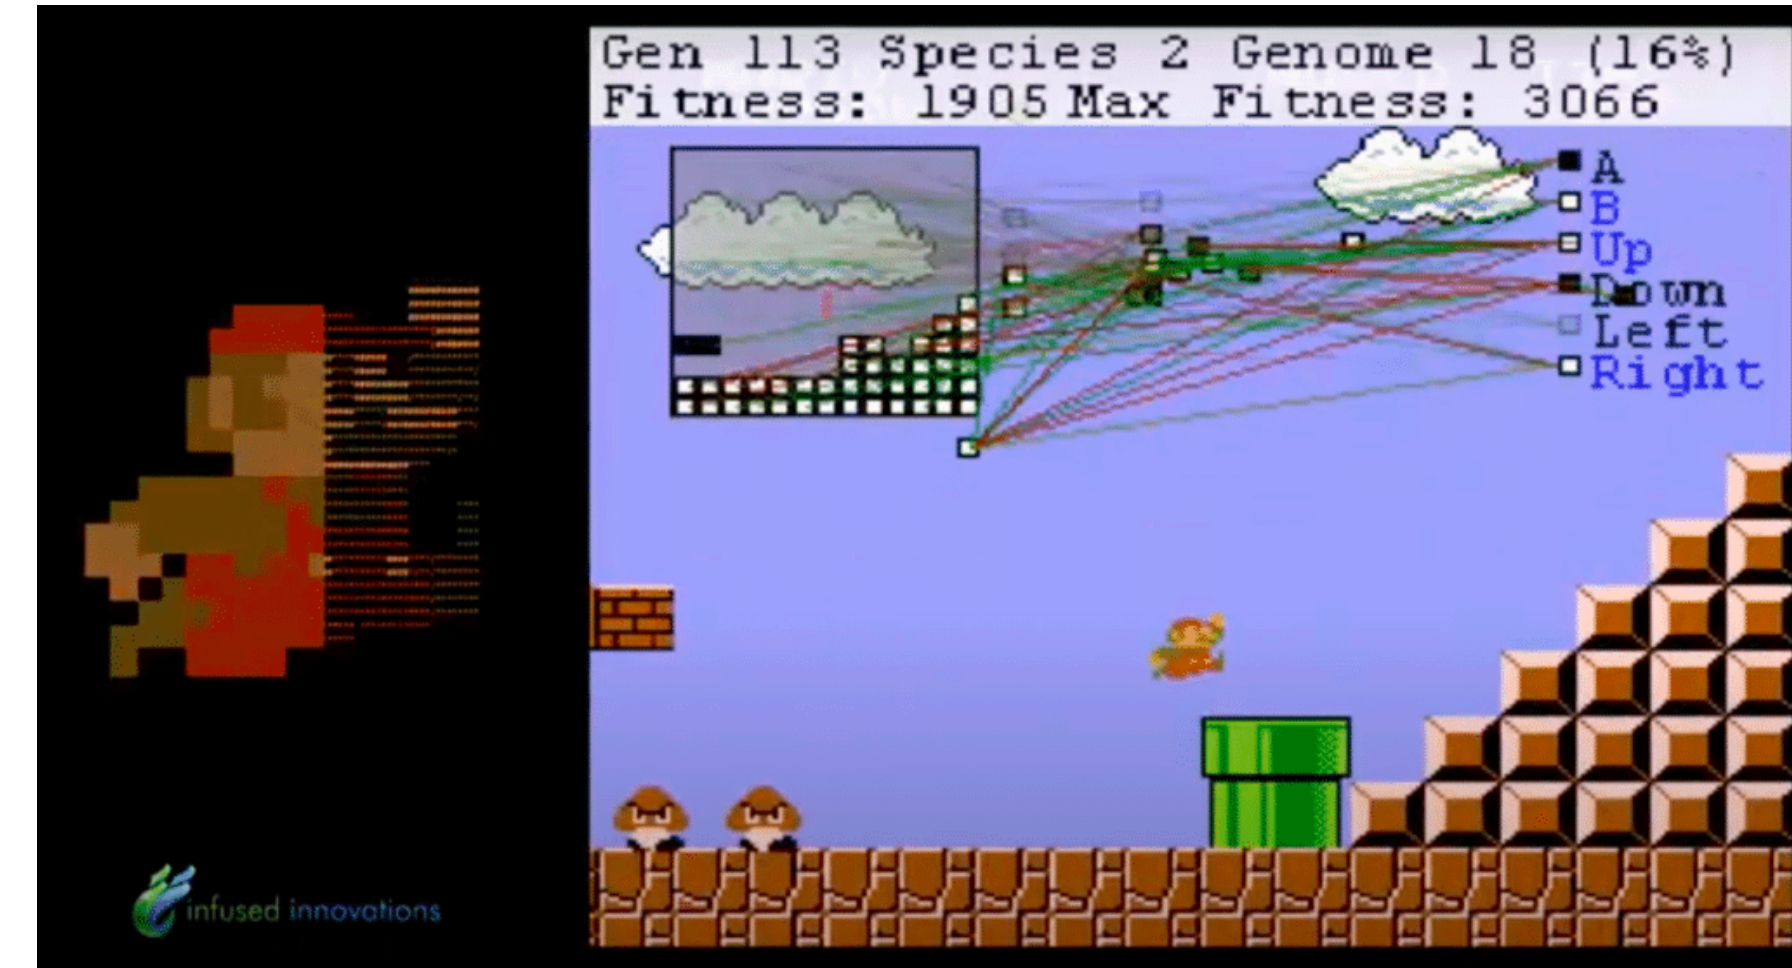 Gen 113 Species 2 Genome 18 (16%)
Fitness: 1905 Max Fitness: 3066
A
B
Up
Down
Left
Right
infused innovations